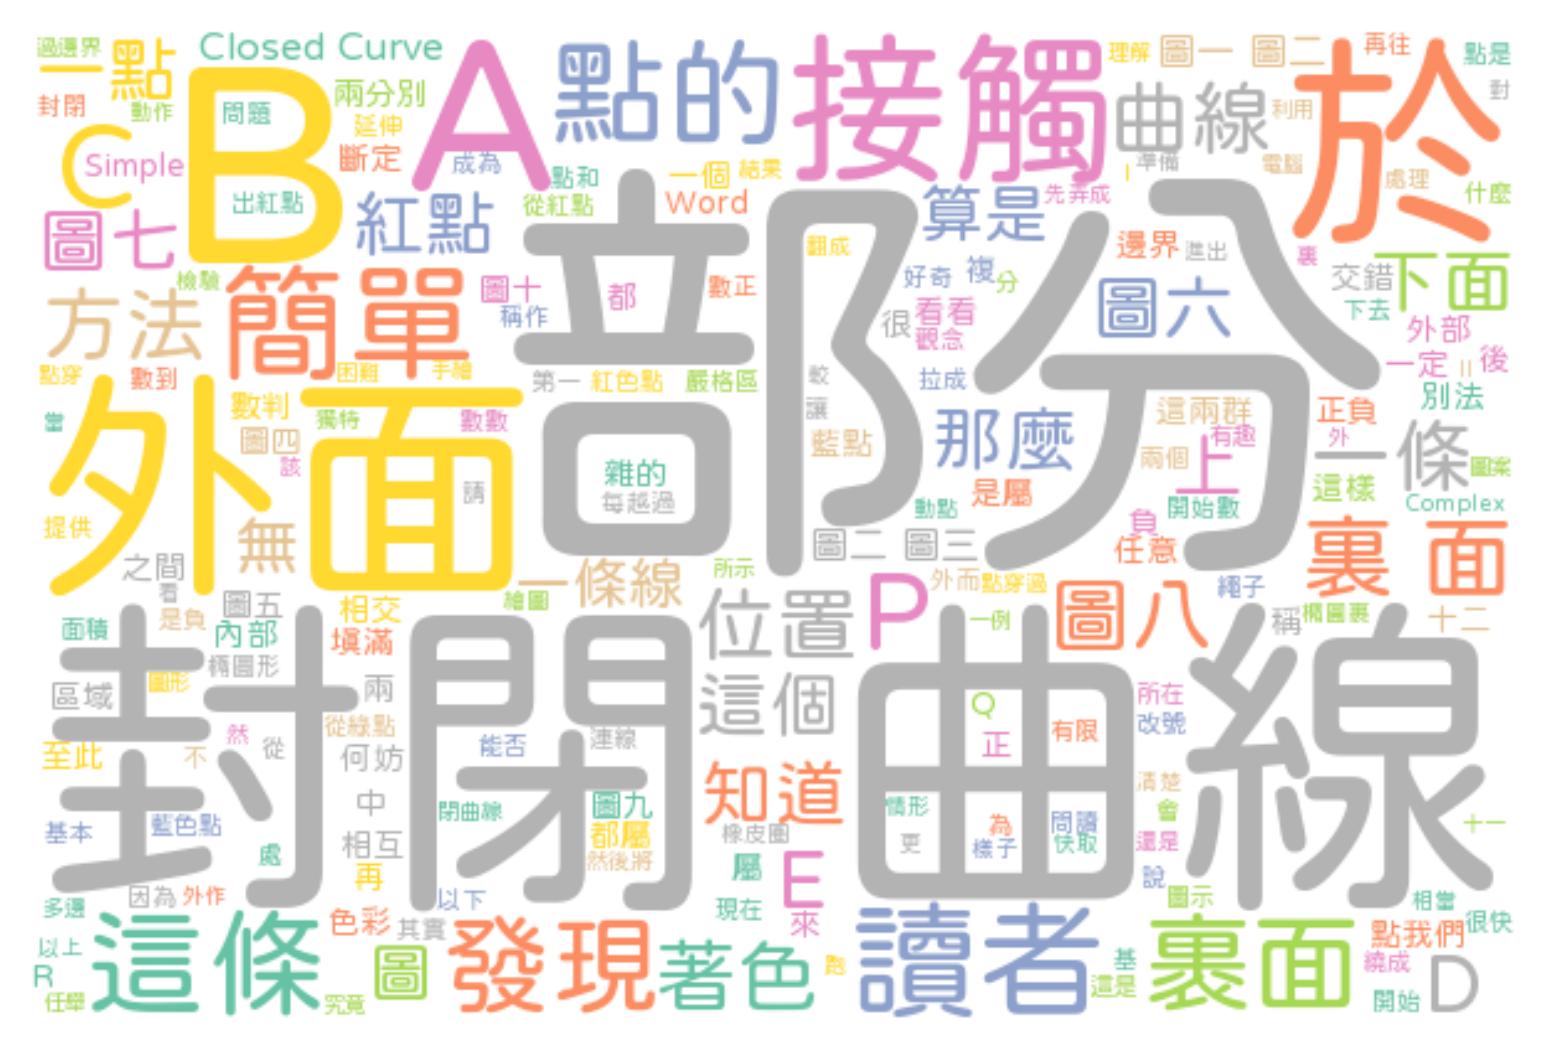 過邊界
一點
Closed Curve
封閉
動作
B
問題
兩分別
延伸
斷定
A
成為
點的
接觸
理解
圖一
圖二
再往
點是
對
曲線
利用
於
C
Simple
出紅點
點和
從紅點
一個
結果
Word
準備
電腦
處理
什麼
先弄成
圖七
紅點
部分
翻成
算是
邊界
進出
裏
下面
檢驗
方法
簡單
圖十
稱作
都
數正
好奇
複
分
圖六
交錯
下去
外部
很
看看
觀念
點穿
數到
困難
手繪
第一
紅色點
嚴格區
較
拉成
一定
後
別法
外面
數判
獨特
數數
讓
藍點
那麼
這兩群
正負
外
圖四
該
雜的
每越過
請
兩個
上
有趣
一條
圖案
是屬
動點
開始數
這樣
Complex
提供
無
負
任意
裏
面
之間
看
圖二
圖三
所示
一條線
外而
點穿過
繩子
繪圖
是負
圖五
相交
位置
P
一例
圖八
稱
橢圓裏
十二
面積
內部
填滿
橢圓形
封閉
曲線
區域
圖形
兩
這個
Q
所在
改號
從綠點
正
有限
至此
不
然
從
何妨
能否
連線
知道
清楚
會
中
閉曲線
圖九
情形
為
問讀
快取
十一
基本
藍色點
相互
都屬
橡皮圈
更
樣子
還是
處
再
然後將
屬
E
說
因為
外作
以下
現在
來
圖示
相當
多邊
這條
色彩
其實
發現
著色
讀者
基
裏面
點我們
很快
以上
R
圖
跑
繞成
任舉
究竟
這是
開始
D